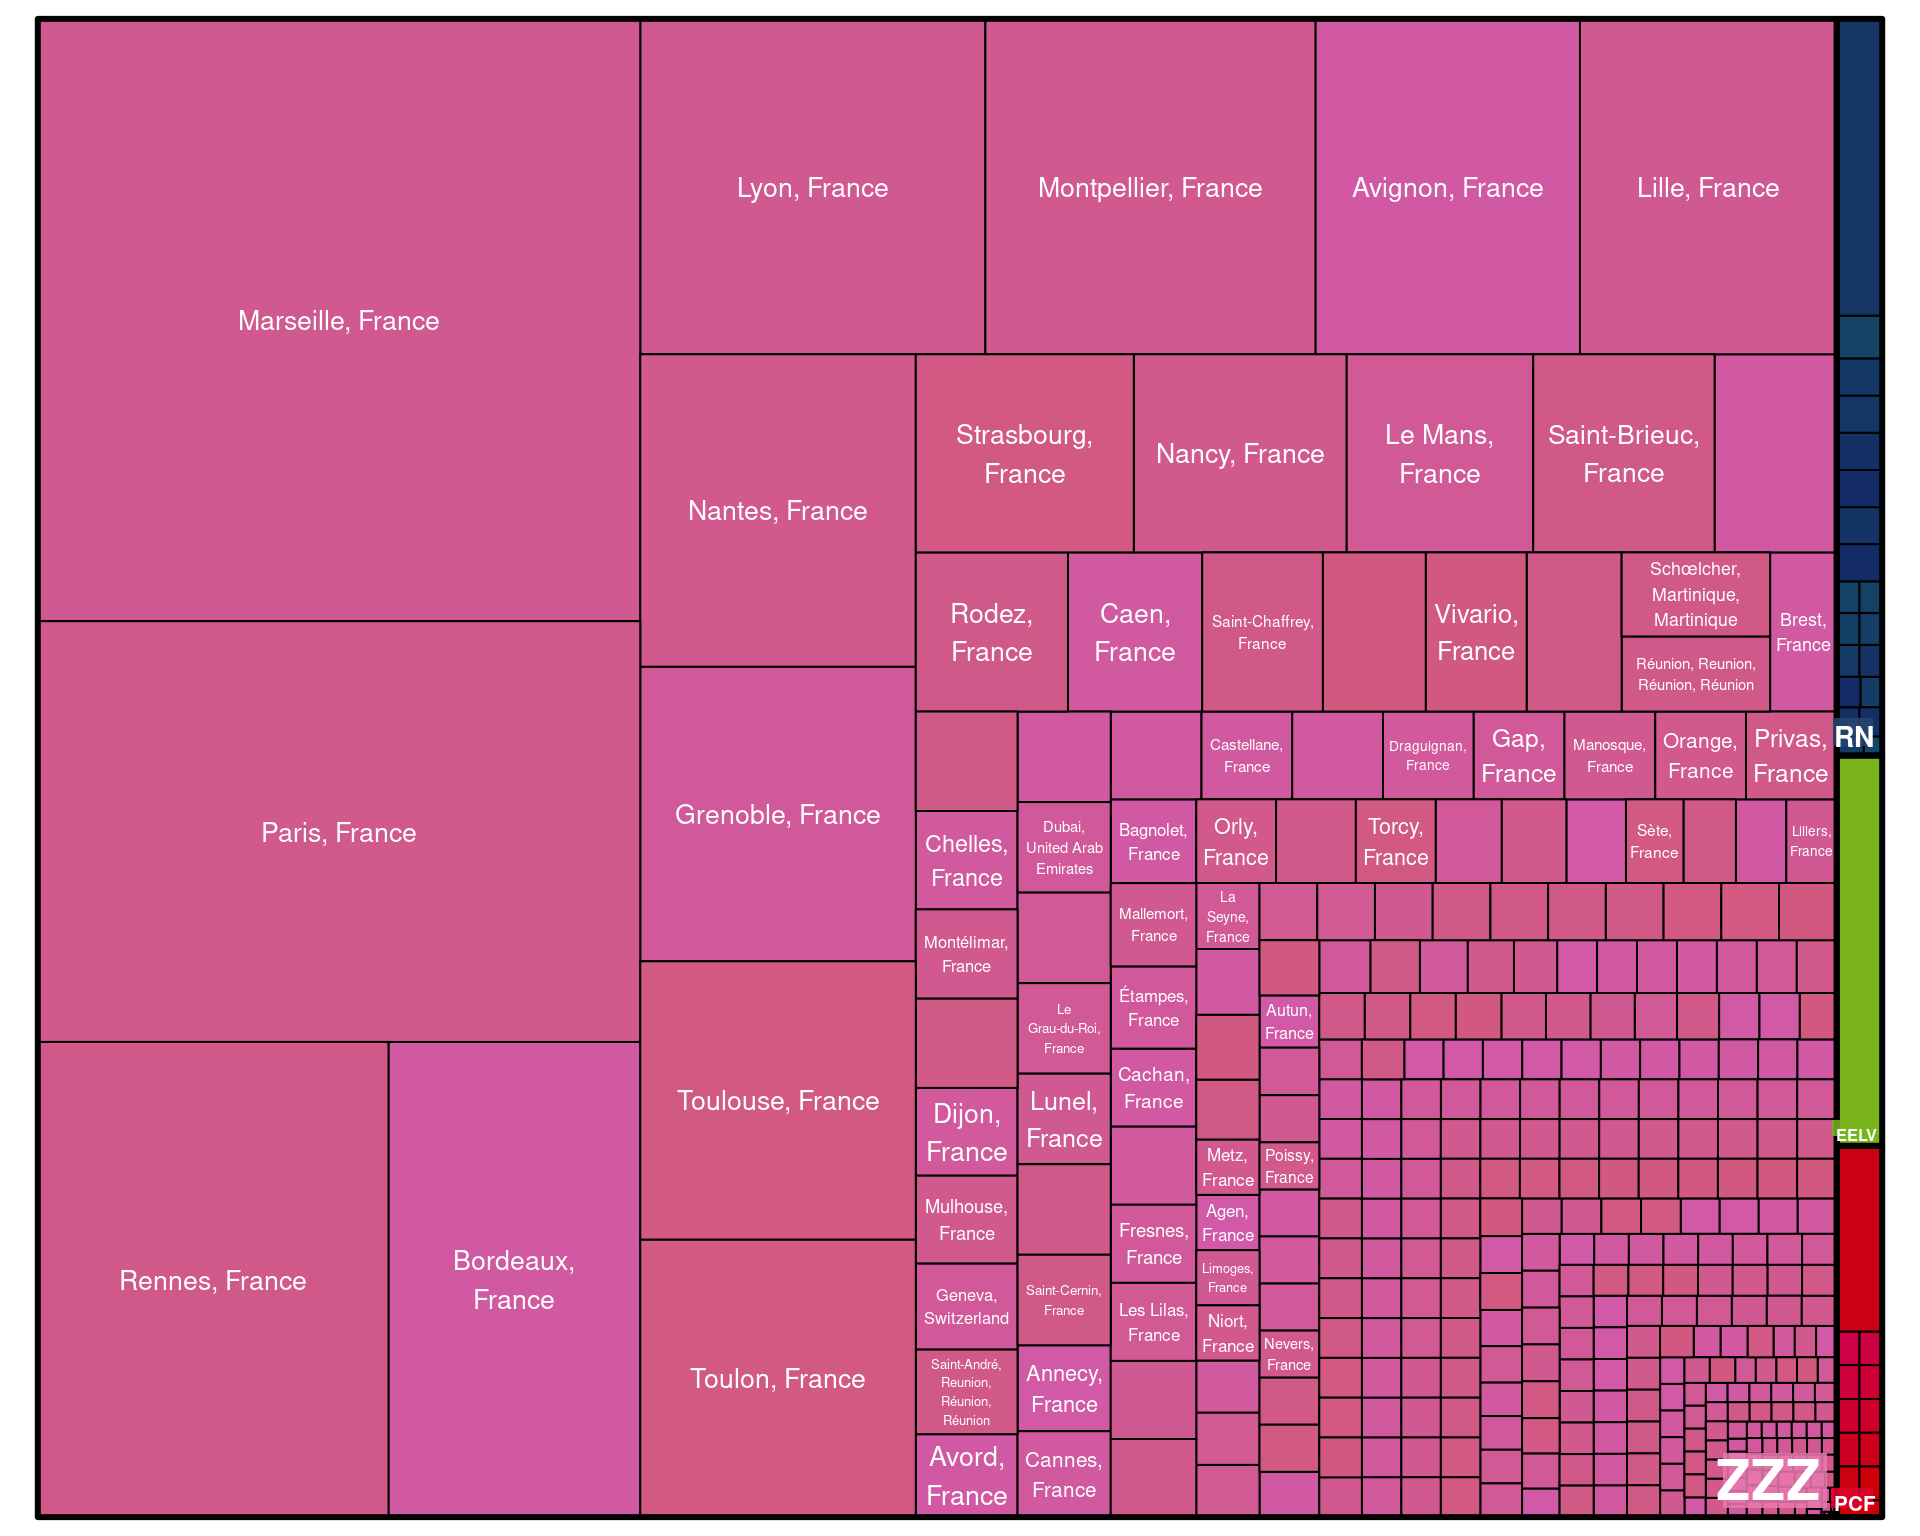 Marseille, France
Lyon, France
Montpellier, France
Avignon, France
Lille, France
Paris, France
Nantes, France
Strasbourg,
France
Nancy, France
Le Mans,
France
Saint-Brieuc,
France
Rodez,
France
Caen,
France
Saint-Chaffrey,
France
Vivario,
France
Schœlcher,
Martinique,
Martinique
Réunion, Reunion,
Réunion, Réunion
Brest,
France
Grenoble, France
Castellane,
France
Draguignan,
France
Gap,
France
Manosque,
France
Orange,
France
Privas,
France
RN
Chelles,
France
Dubai,
United Arab
Emirates
Bagnolet,
France
Orly,
France
Torcy,
France
Sète,
France
Lillers,
France
Montélimar,
France
Mallemort,
France
La
Seyne,
France
Le
Grau-du-Roi,
France
Étampes,
France
Autun,
France
Rennes, France
Bordeaux,
France
Toulouse, France
Dijon,
France
Lunel,
France
Cachan,
France
EELV
Metz,
France
Poissy,
France
Mulhouse,
France
Fresnes,
France
Agen,
France
Toulon, France
Geneva,
Switzerland
Saint-Cernin,
France
Les Lilas,
France
Limoges,
France
Niort,
France
Nevers,
France
Saint-André,
Reunion,
Réunion,
Réunion
Annecy,
France
Avord,
France
Cannes,
France
ZZZ
PCF